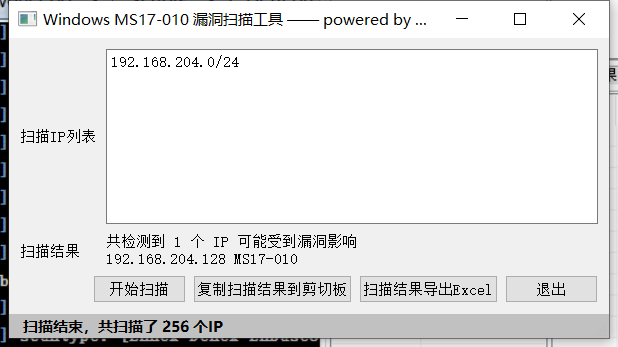 Windows MS17-010 漏洞扫描工具 —— powered by ...
192.168.204.0/24
扫描IP列表
扫描结果
共检测到 1 个 IP 可能受到漏洞影响
192.168.204.128 MS17-010
开始扫描
复制扫描结果到剪切板
扫描结果导出Excel
退出
扫描结束，共扫描了 256 个IP